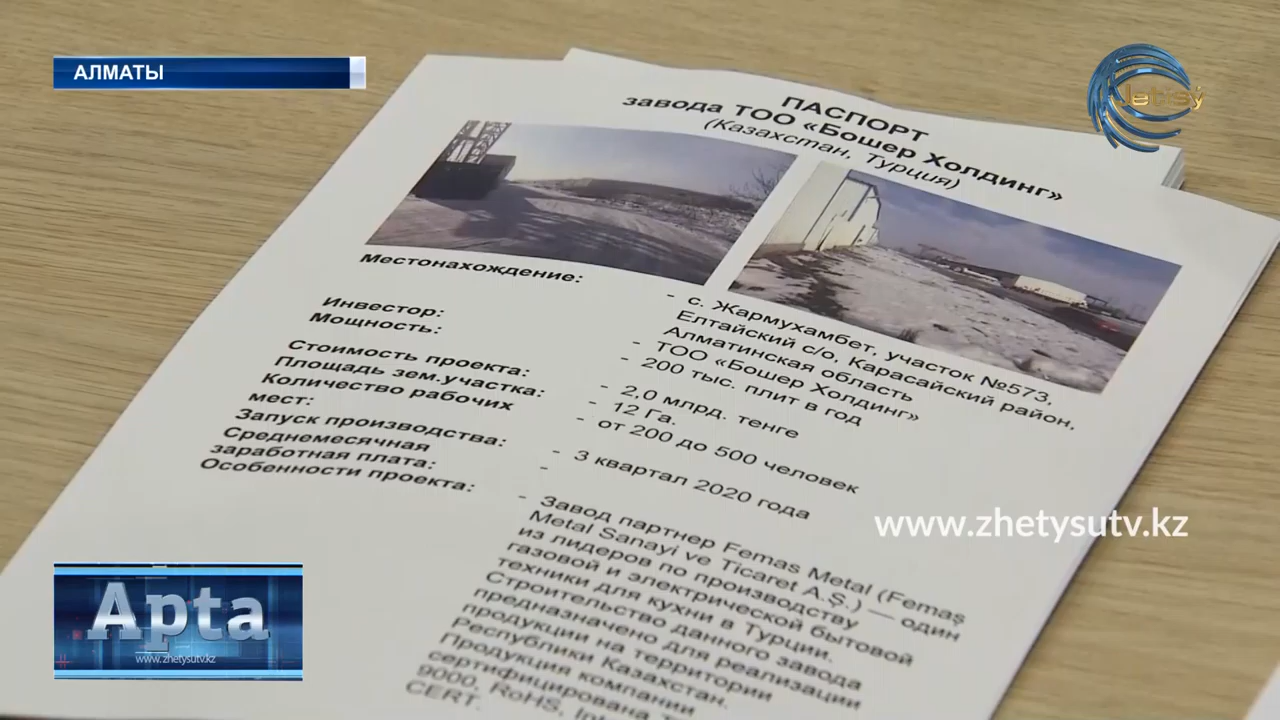 АЛМАТЫ
Jetisý
ПАСПОРТ
завода ТОО «Бошер Холдинг»
(Казахстан, Турция)
Местонахождение:
- с. Жармухамбет, участок №573,
Елтайский с/о, Карасайский район,
Алматинская область
Инвестор:
- ТОО «Бошер Холдинг»
Мощность:
- 200 тыс. плит в год
Стоимость проекта:
- 2,0 млрд. тенге
Площадь зем.участка:
- 12 Га.
Количество рабочих
мест:
- от 200 до 500 человек
Запуск производства:
- 3 квартал 2020 года
Среднемесячная
заработная плата:
-
Особенности проекта:
- Завод партнер Femas Metal (Femaş
Metal Sanayi ve Ticaret A.Ş.) — один
из лидеров по производству
газовой и электрической бытовой
техники для кухни в Турции.
Строительство данного завода
предназначено для реализации
продукции на территории
Республики Казахстан.
Продукция компании
сертифицирована
9000, RoHS,
CERT.
www.zhetysutv.kz
Арта
www.zhetysutv.kz